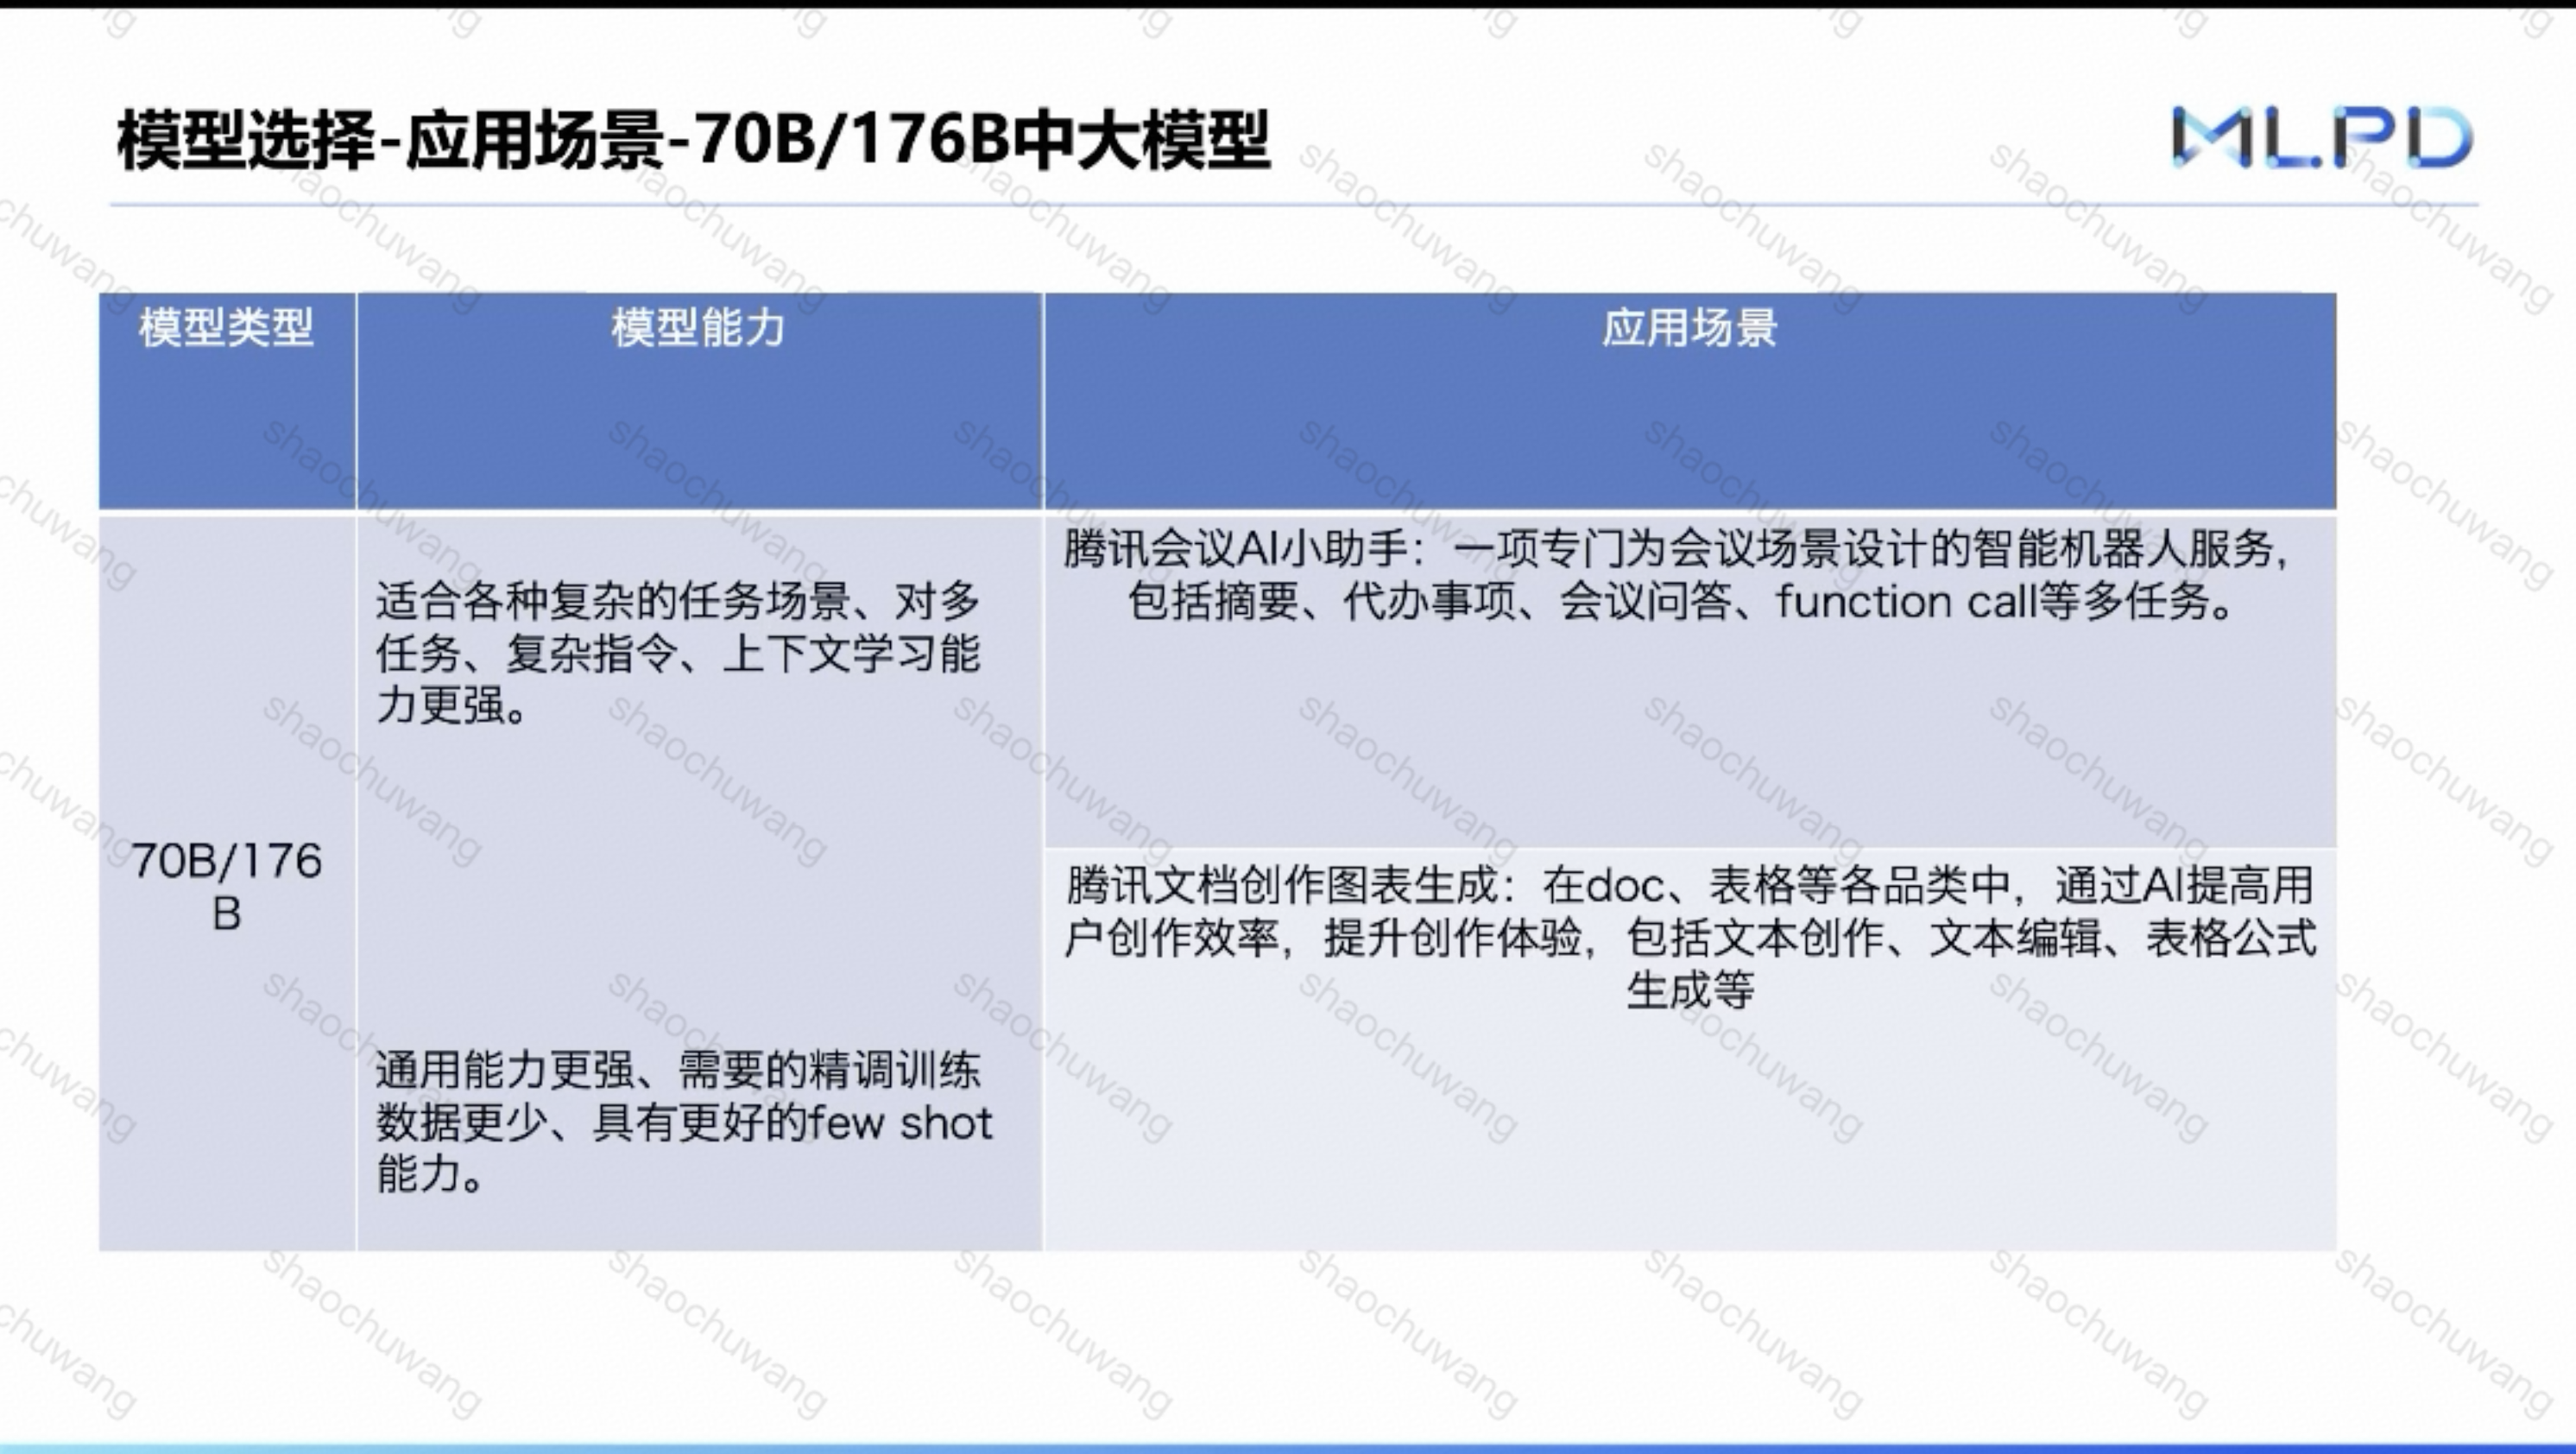 模型选择-应用场景-70B/176B中大模型
MLPD
模型类型
模型能力
应用场景
70B/176
B
适合各种复杂的任务场景、对多
任务、复杂指令、上下文学习能
力更强。
通用能力更强、需要的精调训练
数据更少、具有更好的few shot
能力。
腾讯会议AI小助手：一项专门为会议场景设计的智能机器人服务，
包括摘要、代办事项、会议问答、function call等多任务。
腾讯文档创作图表生成：在doc、表格等各品类中，通过AI提高用
户创作效率，提升创作体验，包括文本创作、文本编辑、表格公式
生成等
shaochuwang